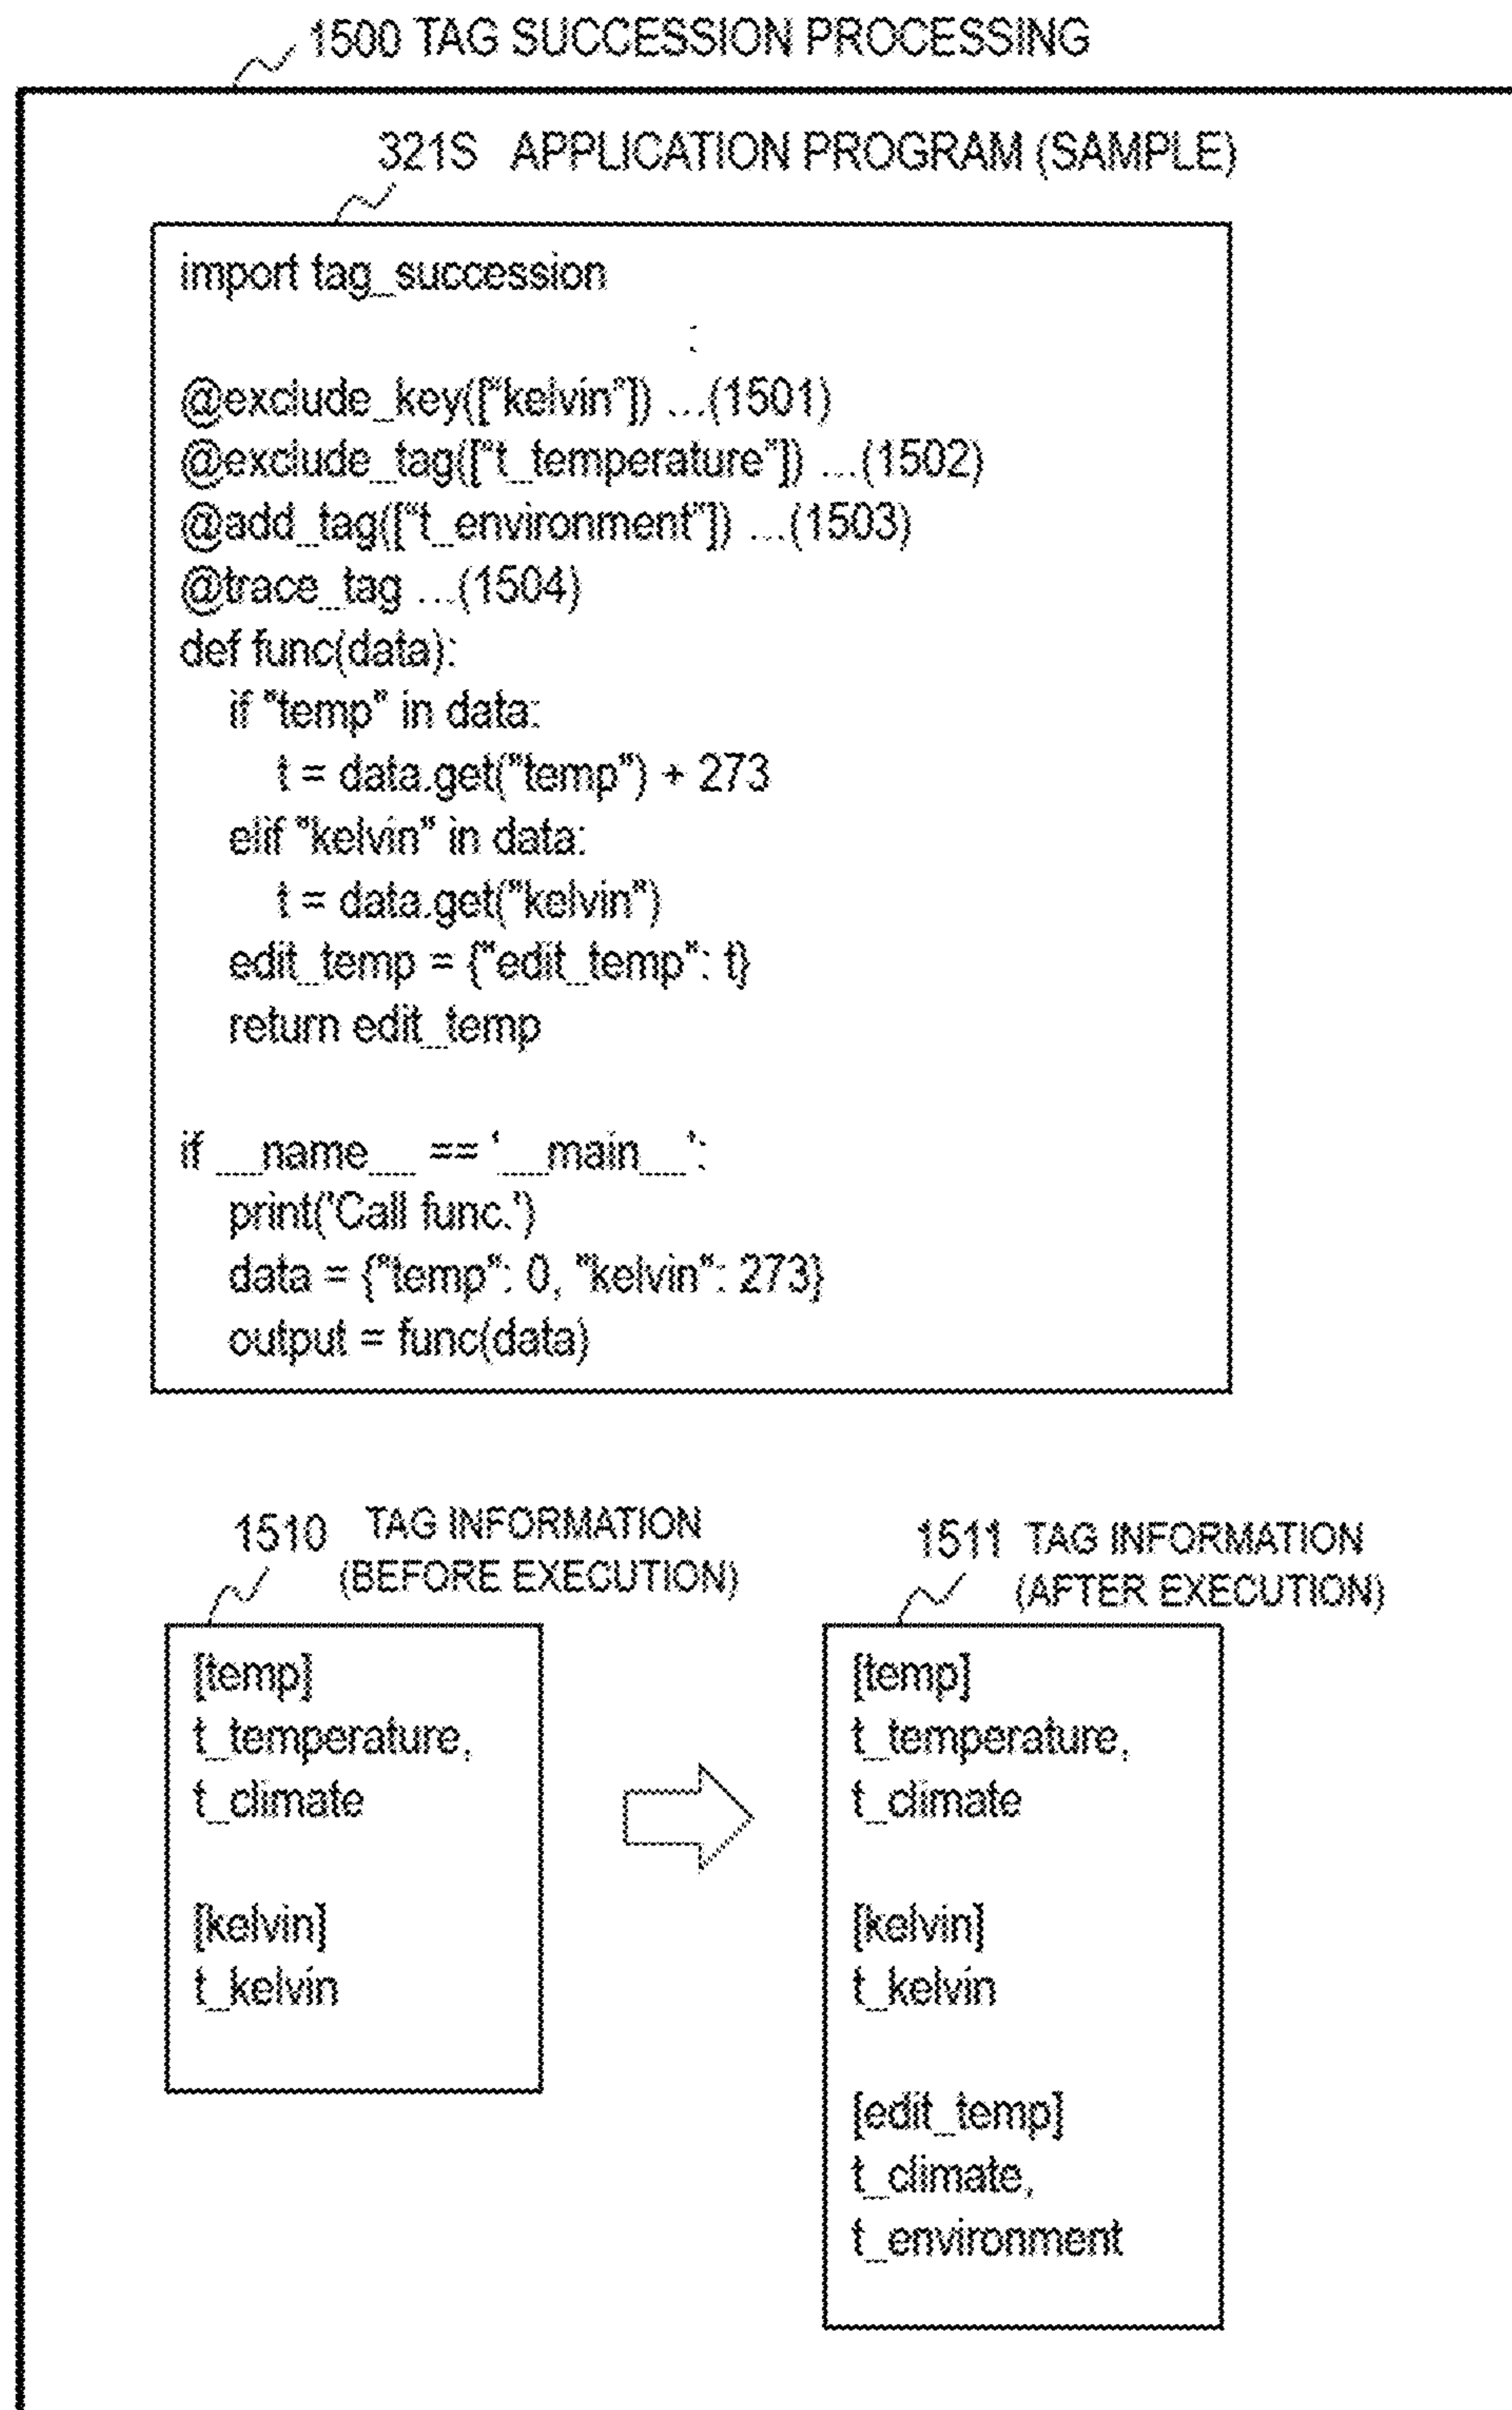 1500 TAG SUCCESSION PROCESSING
321S APPLICATION PROGRAM (SAMPLE)
import tag_succession
:
@exclude_key(["kelvin"]) ...(1501)
@exclude_tag(["t_temperature"]) ...(1502)
@add_tag(["t_environment"]) ...(1503)
@trace_tag ...(1504)
def func(data):
if "temp" in data:
t = data.get("temp") + 273
elif "kelvin" in data:
t = data.get("kelvin")
edit_temp = {"edit_temp": t}
return edit_temp
if __name__ == '__main__':
print('Call func.')
data = {"temp": 0, "kelvin": 273}
output = func(data)
1510 TAG INFORMATION
(BEFORE EXECUTION)
[temp]
t_temperature,
t_climate
[kelvin]
t_kelvin
1511 TAG INFORMATION
(AFTER EXECUTION)
[temp]
t_temperature,
t_climate
[kelvin]
t_kelvin
[edit_temp]
t_climate,
t_environment